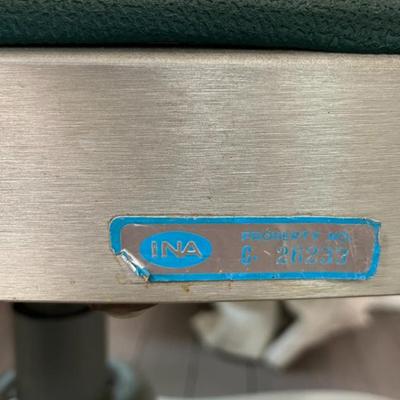 INA
PROPERTY NO.
C- 26233